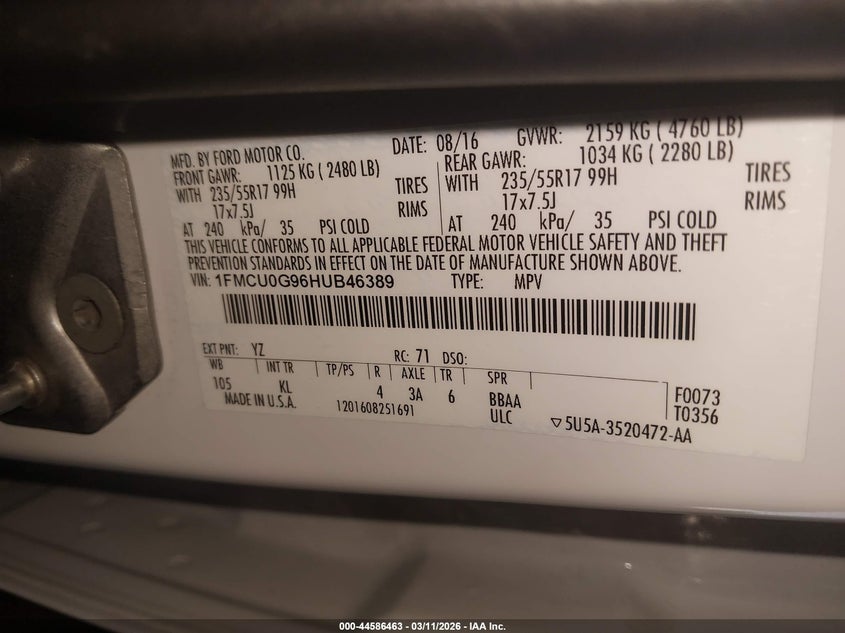 MFD. BY FORD MOTOR CO. DATE: 08/16 GVWR: 2159 KG ( 4760 LB)
FRONT GAWR: 1125 KG ( 2480 LB) REAR GAWR: 1034 KG ( 2280 LB)
WITH 235/55R17 99H TIRES WITH 235/55R17 99H TIRES
17x7.5J RIMS 17x7.5J RIMS
AT 240 kPa/ 35 PSI COLD AT 240 kPa/ 35 PSI COLD
THIS VEHICLE CONFORMS TO ALL APPLICABLE FEDERAL MOTOR VEHICLE SAFETY AND THEFT
PREVENTION STANDARDS IN EFFECT ON THE DATE OF MANUFACTURE SHOWN ABOVE.
VIN: 1FMCU0G96HUB46389 TYPE: MPV
EXT PNT: YZ RC: 71 DSO:
WB INT TR TP/PS R AXLE TR SPR
105 KL 4 3A 6 BBAA F0073
MADE IN U.S.A. 1201608251691 ULC ▽5U5A-3520472-AA T0356
000-44586463 - 03/11/2026 - IAA Inc.